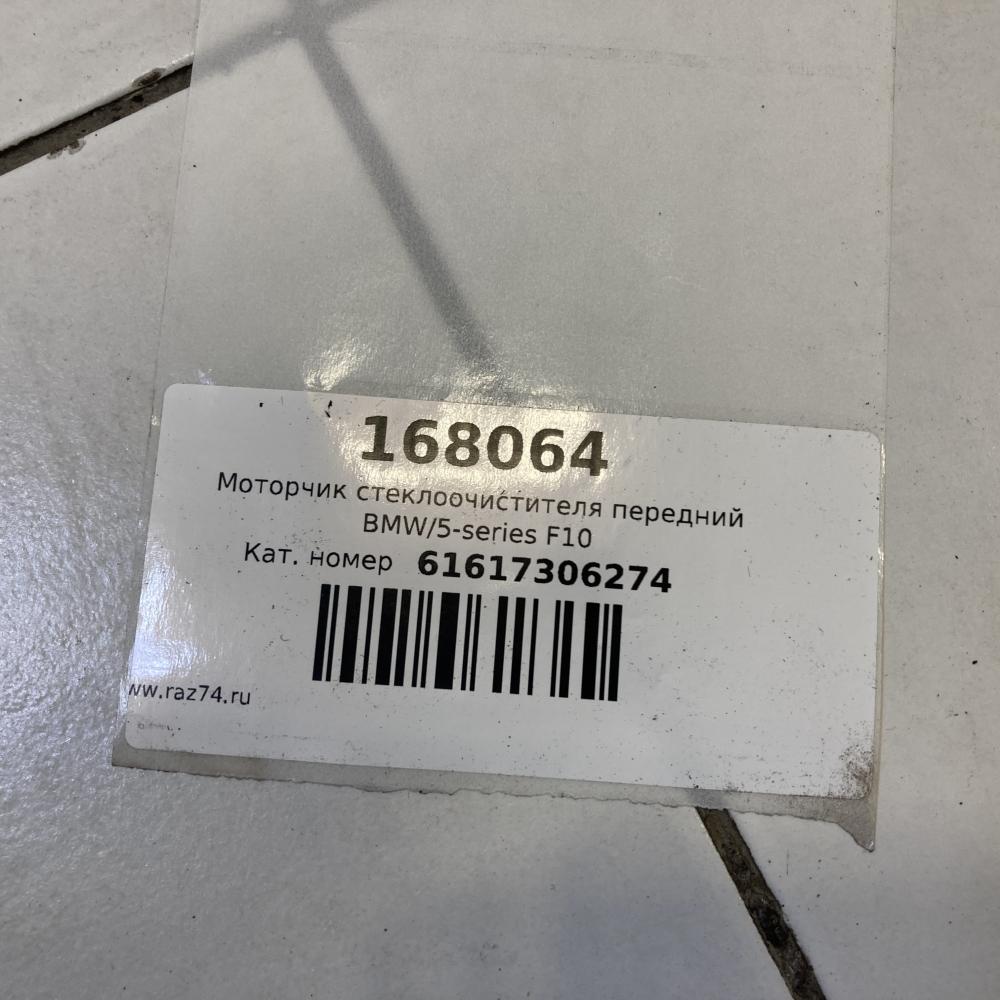 168064
Моторчик стеклоочистителя передний
BMW/5-series F10
Кат. номер 61617306274
ww.raz74.ru